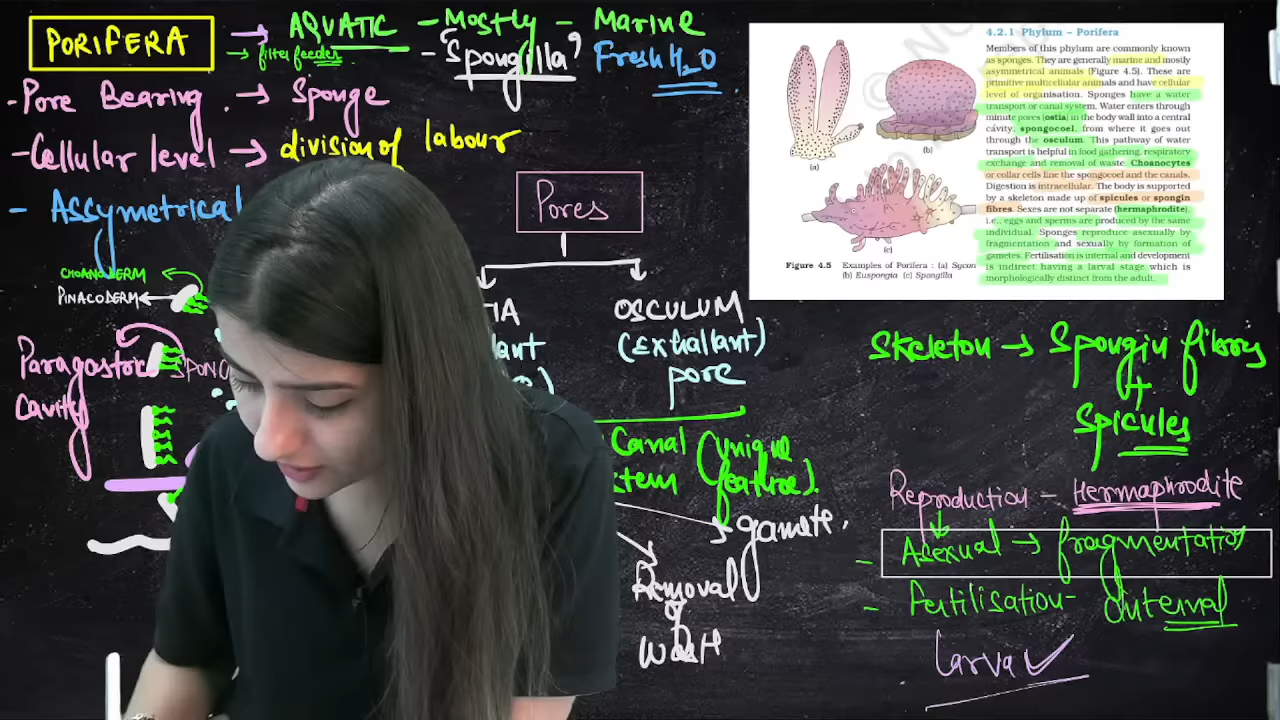 PORIFERA
→ AQUATIC - Mostly - Marine
→ filter feeder
- "Spongilla" Fresh H2O
- Pore Bearing. → Sponge
- Cellular level → division of labour
- Assymetrical
CHOANODERM
PINACODERM
Paragastric
cavity
SPONG
Pores
IA
lant
OSCULUM
(Exhallant)
pore
Canal (unique
stem feature).
gamete.
Removal
of
4.2.1 Phylum – Porifera
Members of this phylum are commonly known
as sponges. They are generally marine and mostly
asymmetrical animals (Figure 4.5). These are
primitive multicellular animals and have cellular
level of organisation. Sponges have a water
transport or canal system. Water enters through
minute pores (ostia) in the body wall into a central
cavity, spongocoel, from where it goes out
through the osculum. This pathway of water
transport is helpful in food gathering, respiratory
exchange and removal of waste. Choanocytes
or collar cells line the spongocoel and the canals.
Digestion is intracellular. The body is supported
by a skeleton made up of spicules or spongin
fibres. Sexes are not separate (hermaphrodite),
i.e., eggs and sperms are produced by the same
individual. Sponges reproduce asexually by
fragmentation and sexually by formation of
gametes. Fertilisation is internal and development
is indirect having a larval stage which is
morphologically distinct from the adult.
(a)
(b)
(c)
Figure 4.5 Examples of Porifera : (a) Sycon
(b) Euspongia (c) Spongilla
Skeleton → Spongin fibres
+
Spicules
Reproduction - Hermaphrodite
- Asexual → fragmentation
- Fertilisation- Internal
Larva ✓